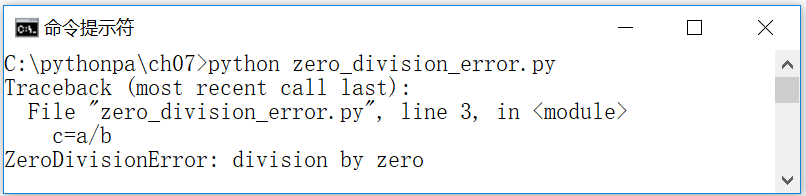 命令提示符
C:\pythonpa\ch07>python zero_division_error.py
Traceback (most recent call last):
  File "zero_division_error.py", line 3, in <module>
    c=a/b
ZeroDivisionError: division by zero